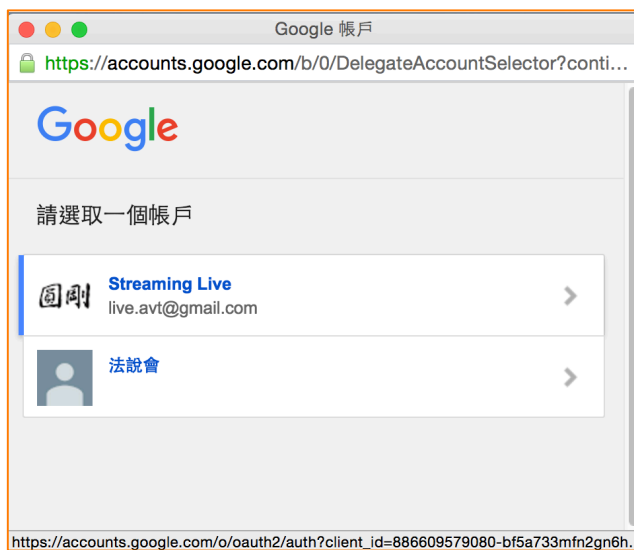 Google 帳戶
https://accounts.google.com/b/0/DelegateAccountSelector?conti...
Google
請選取一個帳戶
圓剛
Streaming Live
live.avt@gmail.com
法說會
https://accounts.google.com/o/oauth2/auth?client_id=886609579080-bf5a733mfn2gn6h.